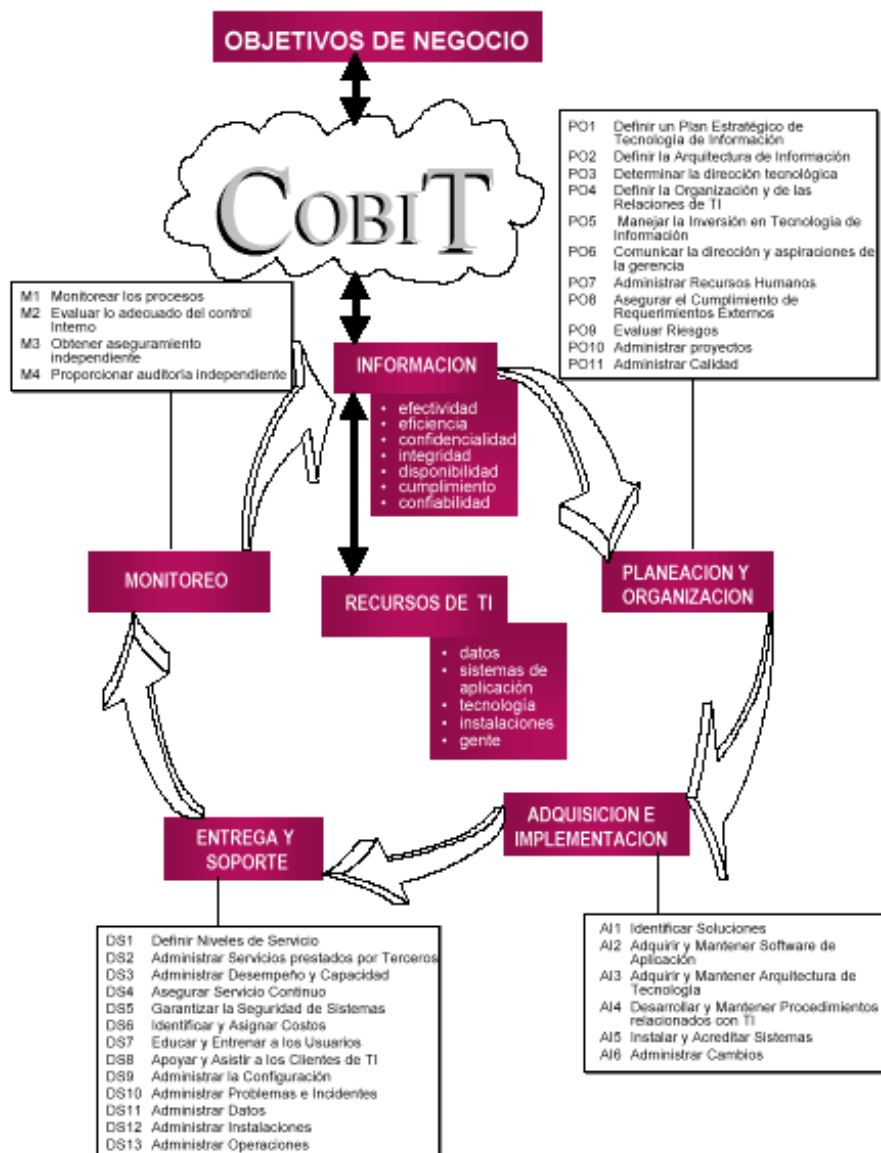 OBJETIVOS DE NEGOCIO
COBIT
PO1 Definir un Plan Estratégico de
Tecnología de Información
PO2 Definir la Arquitectura de Información
PO3 Determinar la dirección tecnológica
PO4 Definir la Organización y de las
Relaciones de TI
PO5 Manejar la Inversión en Tecnología de
Información
PO6 Comunicar la dirección y aspiraciones de
la gerencia
PO7 Administrar Recursos Humanos
PO8 Asegurar el Cumplimiento de
Requerimientos Externos
PO9 Evaluar Riesgos
PO10 Administrar proyectos
PO11 Administrar Calidad
M1 Monitorear los procesos
M2 Evaluar lo adecuado del control
Interno
M3 Obtener aseguramiento
independiente
M4 Proporcionar auditoría independiente
INFORMACION
• efectividad
• eficiencia
• confidencialidad
• integridad
• disponibilidad
• cumplimiento
• confiabilidad
MONITOREO
PLANEACION Y
ORGANIZACION
RECURSOS DE TI
• datos
• sistemas de
aplicación
• tecnología
• instalaciones
• gente
ENTREGA Y
SOPORTE
ADQUISICION E
IMPLEMENTACION
DS1 Definir Niveles de Servicio
DS2 Administrar Servicios prestados por Terceros
DS3 Administrar Desempeño y Capacidad
DS4 Asegurar Servicio Continuo
DS5 Garantizar la Seguridad de Sistemas
DS6 Identificar y Asignar Costos
DS7 Educar y Entrenar a los Usuarios
DS8 Apoyar y Asistir a los Clientes de TI
DS9 Administrar la Configuración
DS10 Administrar Problemas e Incidentes
DS11 Administrar Datos
DS12 Administrar Instalaciones
DS13 Administrar Operaciones
AI1 Identificar Soluciones
AI2 Adquirir y Mantener Software de
Aplicación
AI3 Adquirir y Mantener Arquitectura de
Tecnología
AI4 Desarrollar y Mantener Procedimientos
relacionados con TI
AI5 Instalar y Acreditar Sistemas
AI6 Administrar Cambios